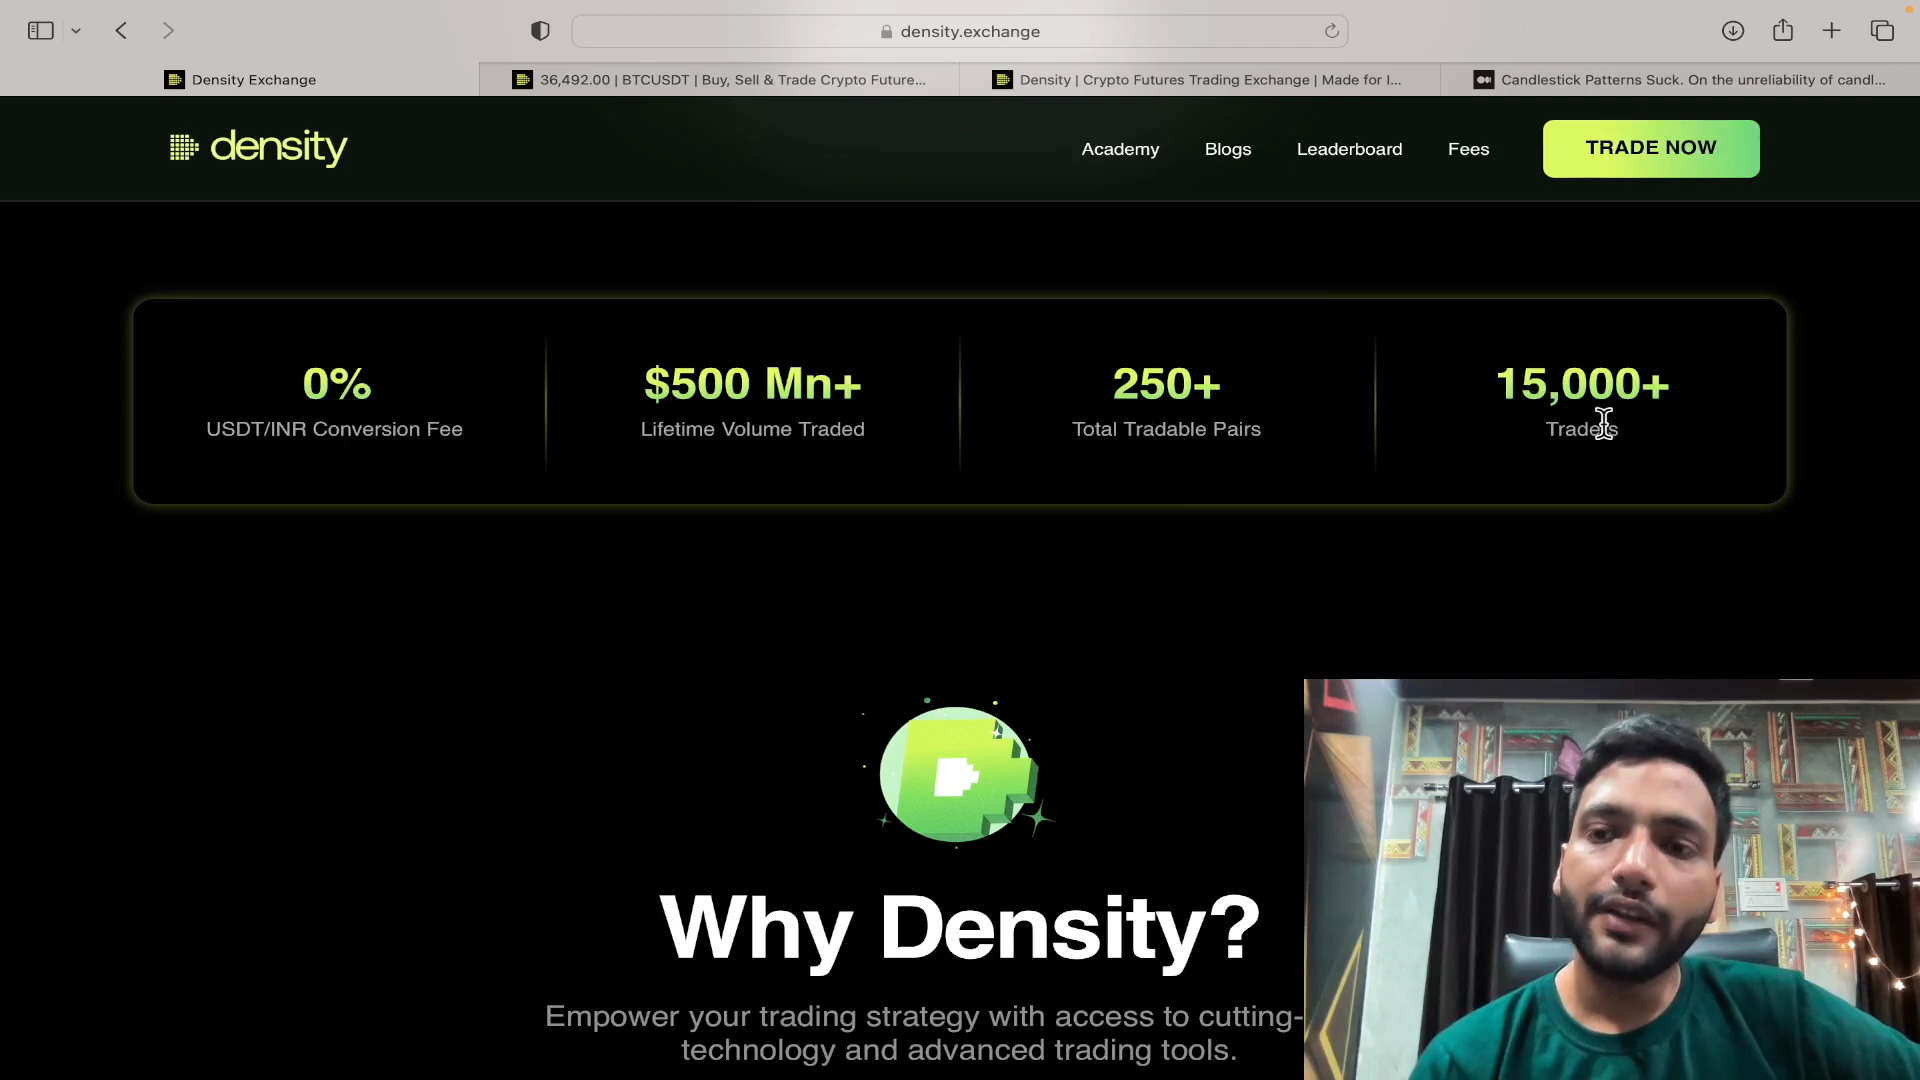 density.exchange
Density Exchange
36,492.00 | BTCUSDT | Buy, Sell & Trade Crypto Future...
Density | Crypto Futures Trading Exchange | Made for I...
Candlestick Patterns Suck. On the unreliability of candl...
density
Academy
Blogs
Leaderboard
Fees
TRADE NOW
0%
USDT/INR Conversion Fee
$500 Mn+
Lifetime Volume Traded
250+
Total Tradable Pairs
15,000+
Traders
Why Density?
Empower your trading strategy with access to cutting-
technology and advanced trading tools.